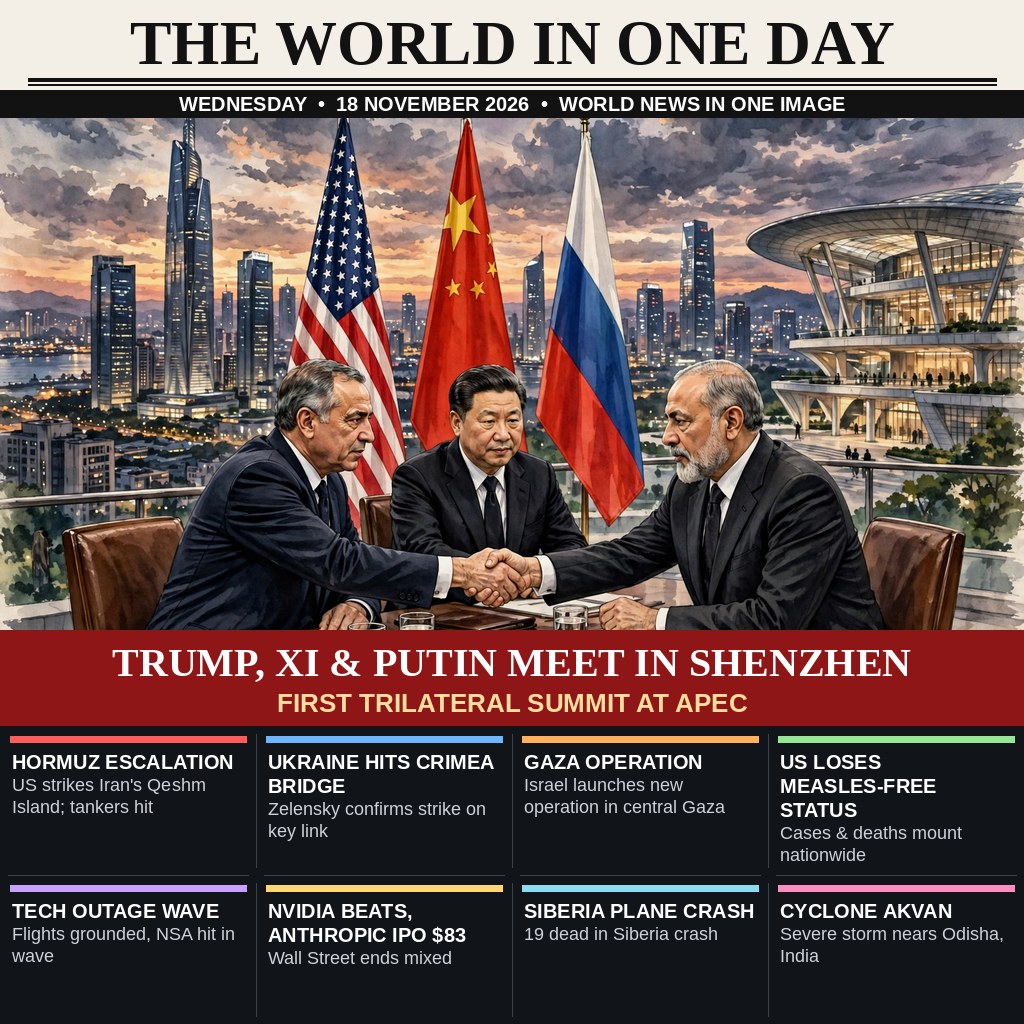 THE WORLD IN ONE DAY
WEDNESDAY • 18 NOVEMBER 2026 • WORLD NEWS IN ONE IMAGE
TRUMP, XI & PUTIN MEET IN SHENZHEN
FIRST TRILATERAL SUMMIT AT APEC
HORMUZ ESCALATION
US strikes Iran's Qeshm
Island; tankers hit
UKRAINE HITS CRIMEA
BRIDGE
Zelensky confirms strike on
key link
GAZA OPERATION
Israel launches new
operation in central Gaza
US LOSES
MEASLES-FREE
STATUS
Cases & deaths mount
nationwide
TECH OUTAGE WAVE
Flights grounded, NSA hit in
wave
NVIDIA BEATS,
ANTHROPIC IPO $83
Wall Street ends mixed
SIBERIA PLANE CRASH
19 dead in Siberia crash
CYCLONE AKVAN
Severe storm nears Odisha,
India